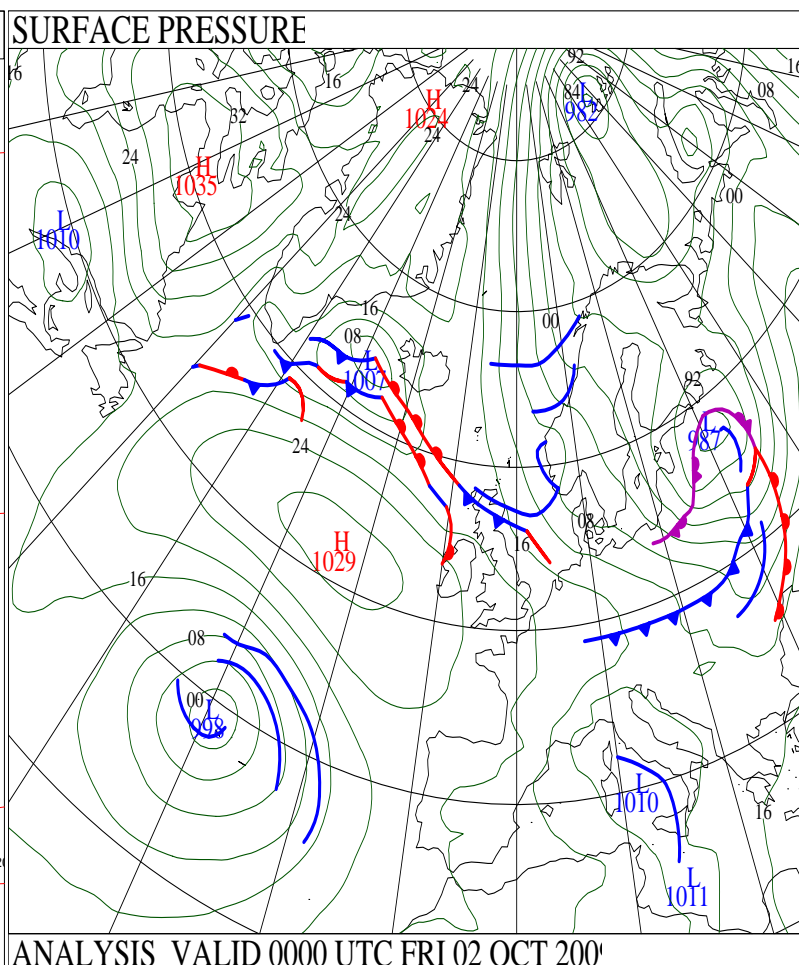 SURFACE PRESSURE
92
16
16
16
24
H
1024
24
84
L
982
08
32
24
H
1035
00
24
L
1010
16
00
08
L
1007
92
L
987
24
08
16
H
1029
16
08
00
L
998
L
1010
16
L
1011
ANALYSIS VALID 0000 UTC FRI 02 OCT